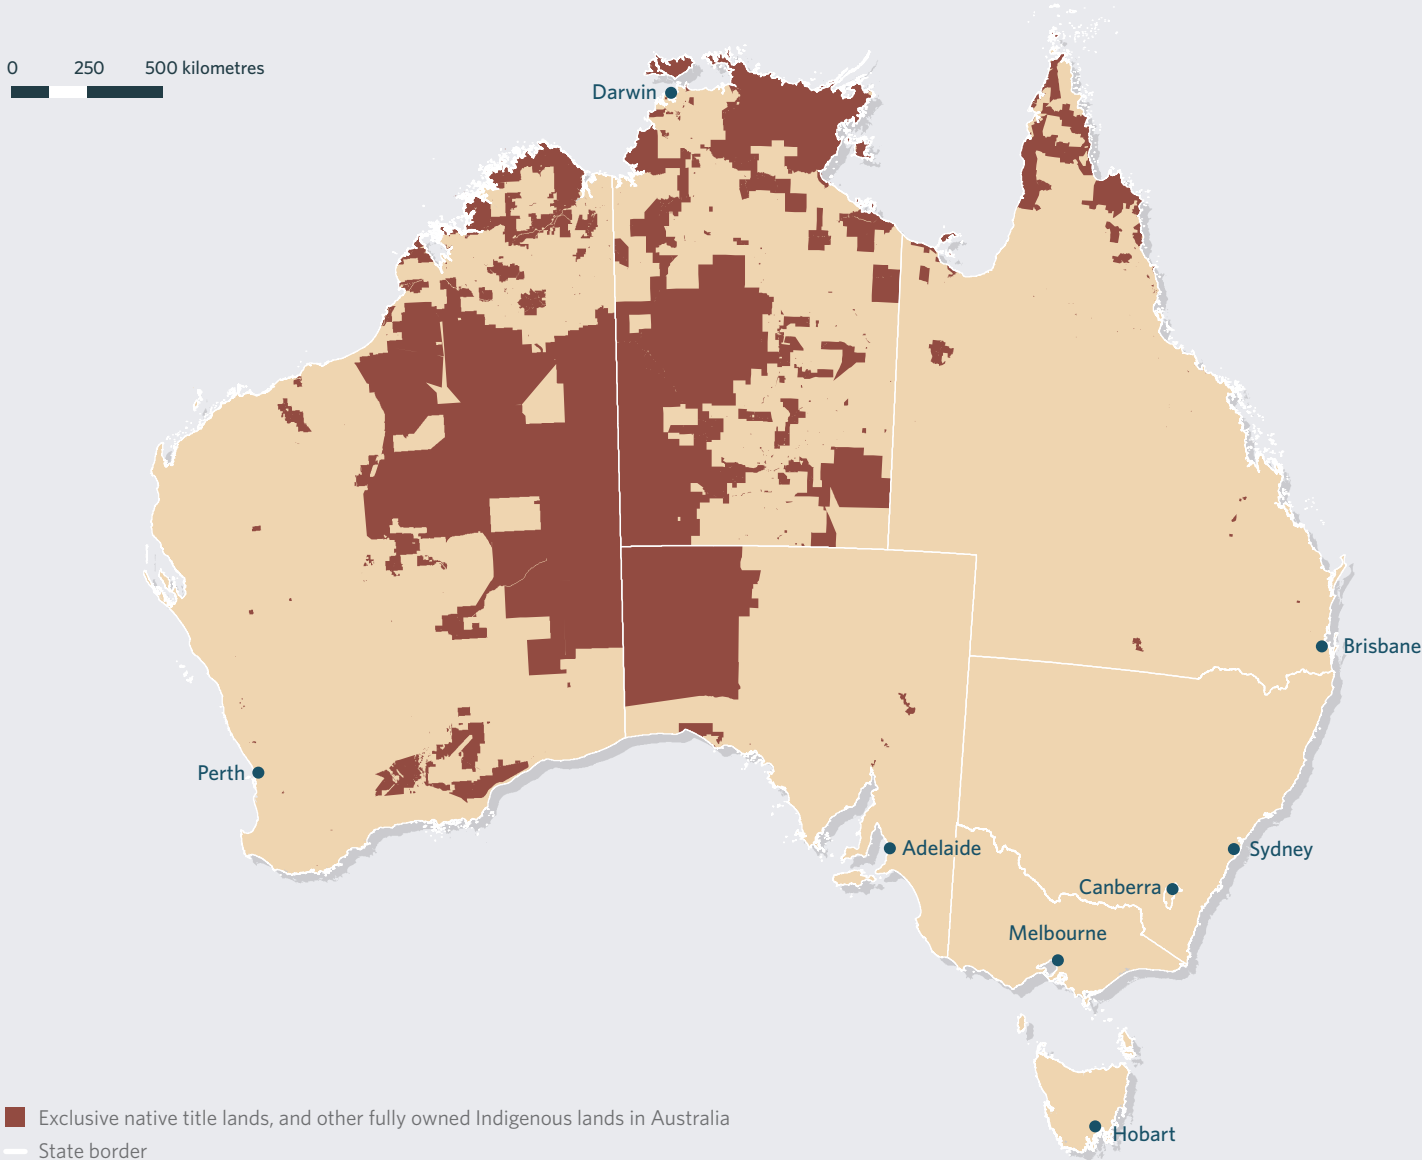 0 250 500 kilometres
Darwin
Brisbane
Perth
Adelaide
Sydney
Canberra
Melbourne
Exclusive native title lands, and other fully owned Indigenous lands in Australia
Hobart
State border